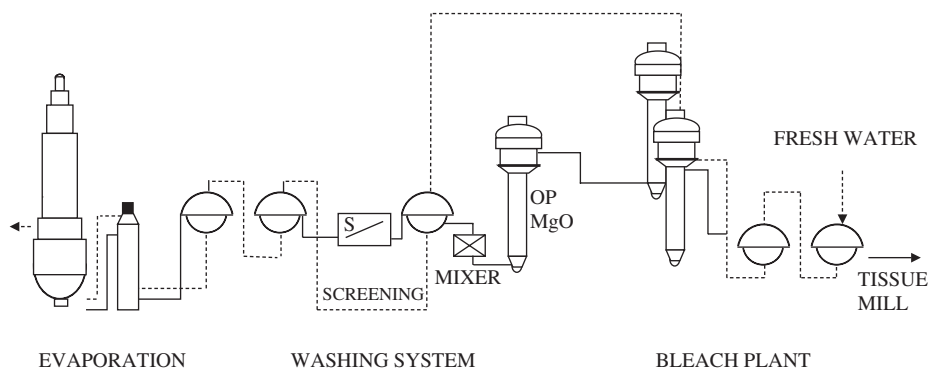 FRESH WATER
OP
MgO
S
MIXER
SCREENING
TISSUE
MILL
EVAPORATION
WASHING SYSTEM
BLEACH PLANT